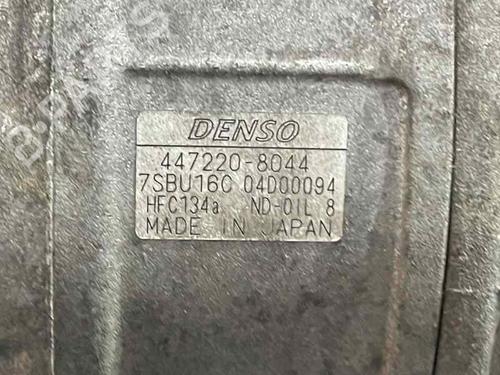 DENSO
447220-8044
7SBU16C 04D00094
HFC134a ND-OIL 8
MADE IN JAPAN